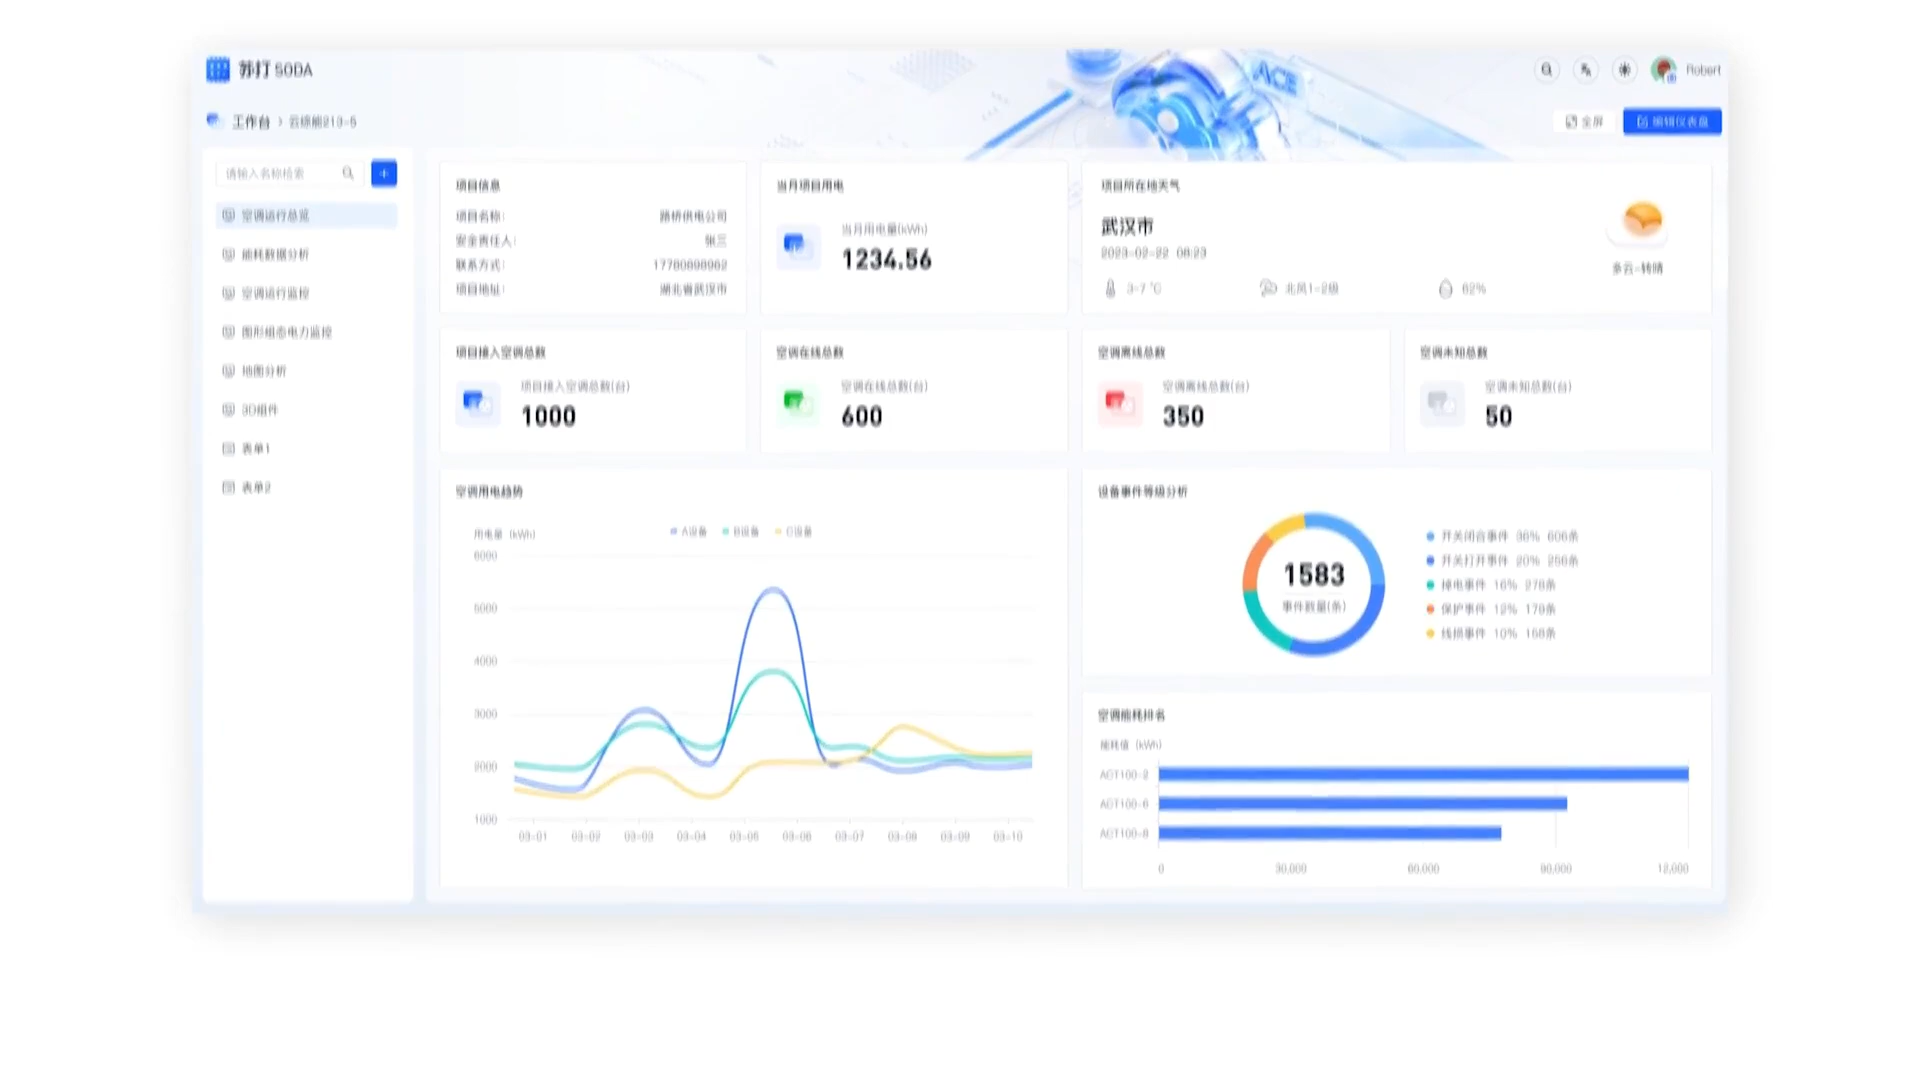 苏打 SODA
ACE
Robert
工作台 > 云综能213-5
全屏
编辑仪表盘
请输入名称检索
空调运行总览
能耗数据分析
空调运行监控
图形组态电力监控
地图分析
3D组件
表单1
表单2
项目信息
项目名称: 路桥供电公司
安全责任人: 张三
联系方式:
项目地址: 湖北省武汉市
当月项目用电
当月用电量(kWh)
1234.56
项目所在地天气
武汉市
2023-02-22 08:23
多云-转晴
3-7 ℃
北风1-2级
62%
项目接入空调总数
项目接入空调总数(台)
1000
空调在线总数
空调在线总数(台)
600
空调离线总数
空调离线总数(台)
350
空调未知总数
空调未知总数(台)
50
空调用电趋势
用电量 (kWh)
A设备 B设备 C设备
6000
5000
4000
3000
2000
1000
03-01 03-02 03-03 03-04 03-05 03-06 03-07 03-08 03-09 03-10
设备事件等级分析
1583
事件数量(条)
开关闭合事件 36% 606条
开关打开事件 20% 256条
掉电事件 16% 278条
保护事件 12% 179条
线损事件 10% 158条
空调能耗排名
能耗值 (kWh)
ACT100-2
ACT100-6
ACT100-8
0 30,000 60,000 90,000 12,000